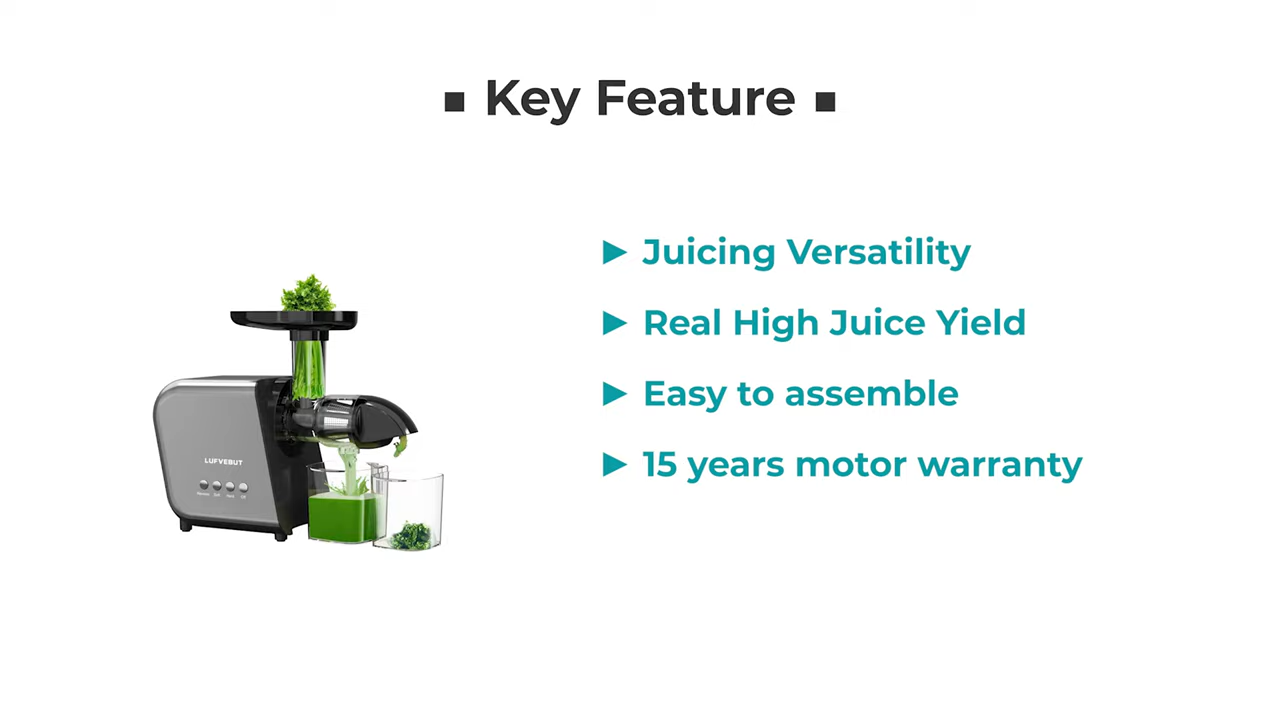 ▪ Key Feature ▪
► Juicing Versatility
► Real High Juice Yield
► Easy to assemble
► 15 years motor warranty
LUFVEBUT